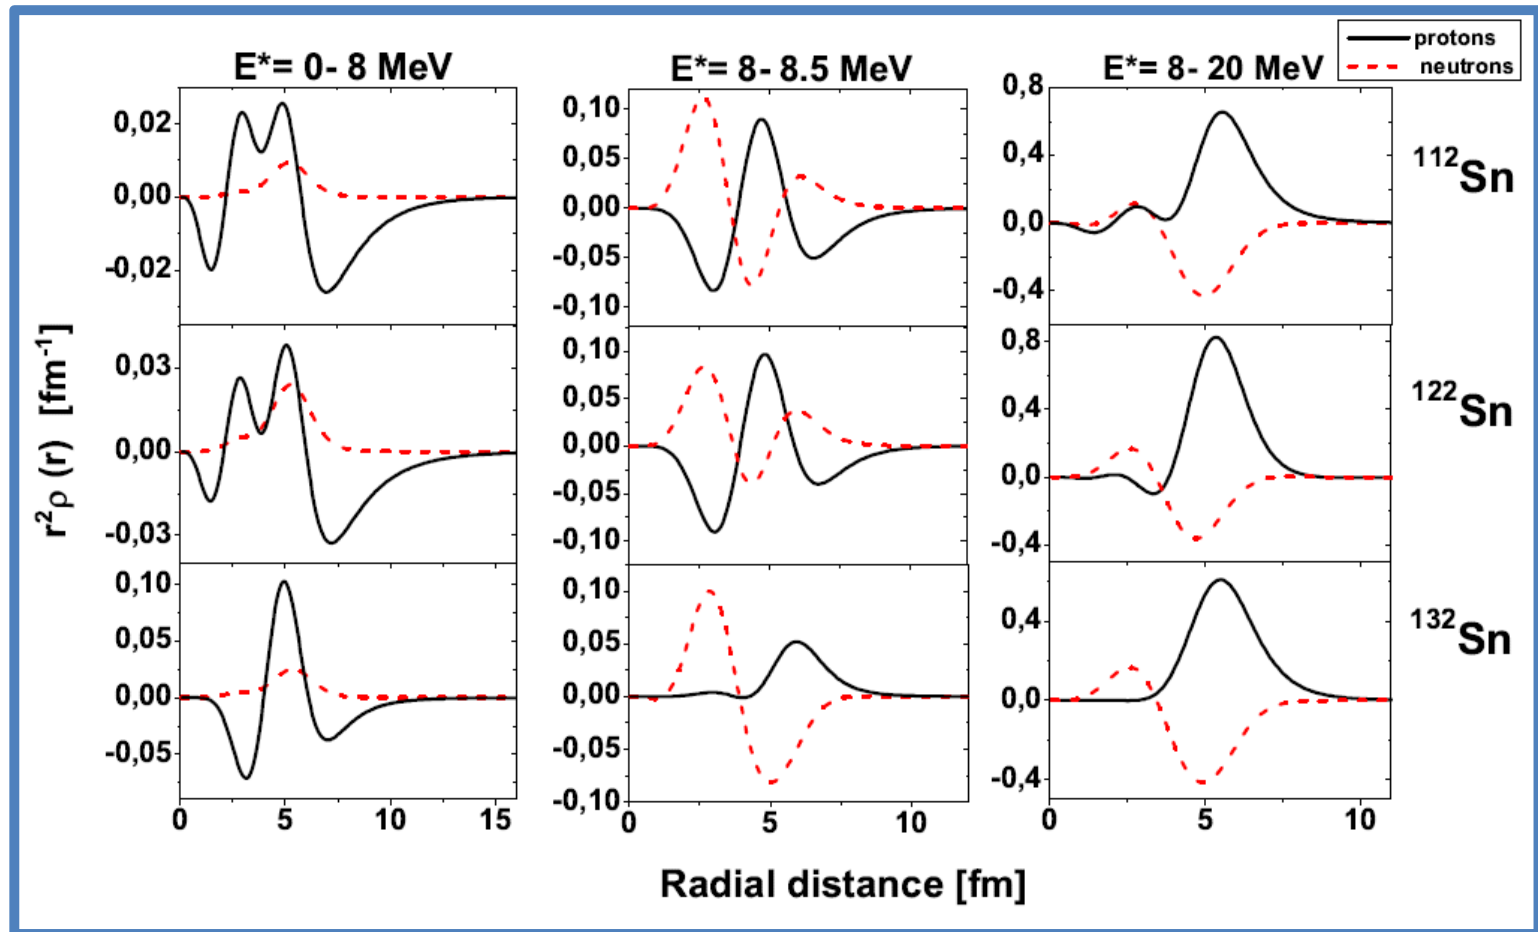 protons
neutrons
E*= 0- 8 MeV
E*= 8- 8.5 MeV
E*= 8- 20 MeV
0,02
0,00
-0,02
0,10
0,05
0,00
-0,05
-0,10
0,8
0,4
0,0
-0,4
¹¹²Sn
0,03
0,00
-0,03
0,10
0,05
0,00
-0,05
-0,10
0,8
0,4
0,0
-0,4
¹²²Sn
0,10
0,05
0,00
-0,05
0,10
0,05
0,00
-0,05
-0,10
0,4
0,0
-0,4
¹³²Sn
0 5 10 15
0 5 10
0 5 10
r²ρ (r) [fm⁻¹]
Radial distance [fm]